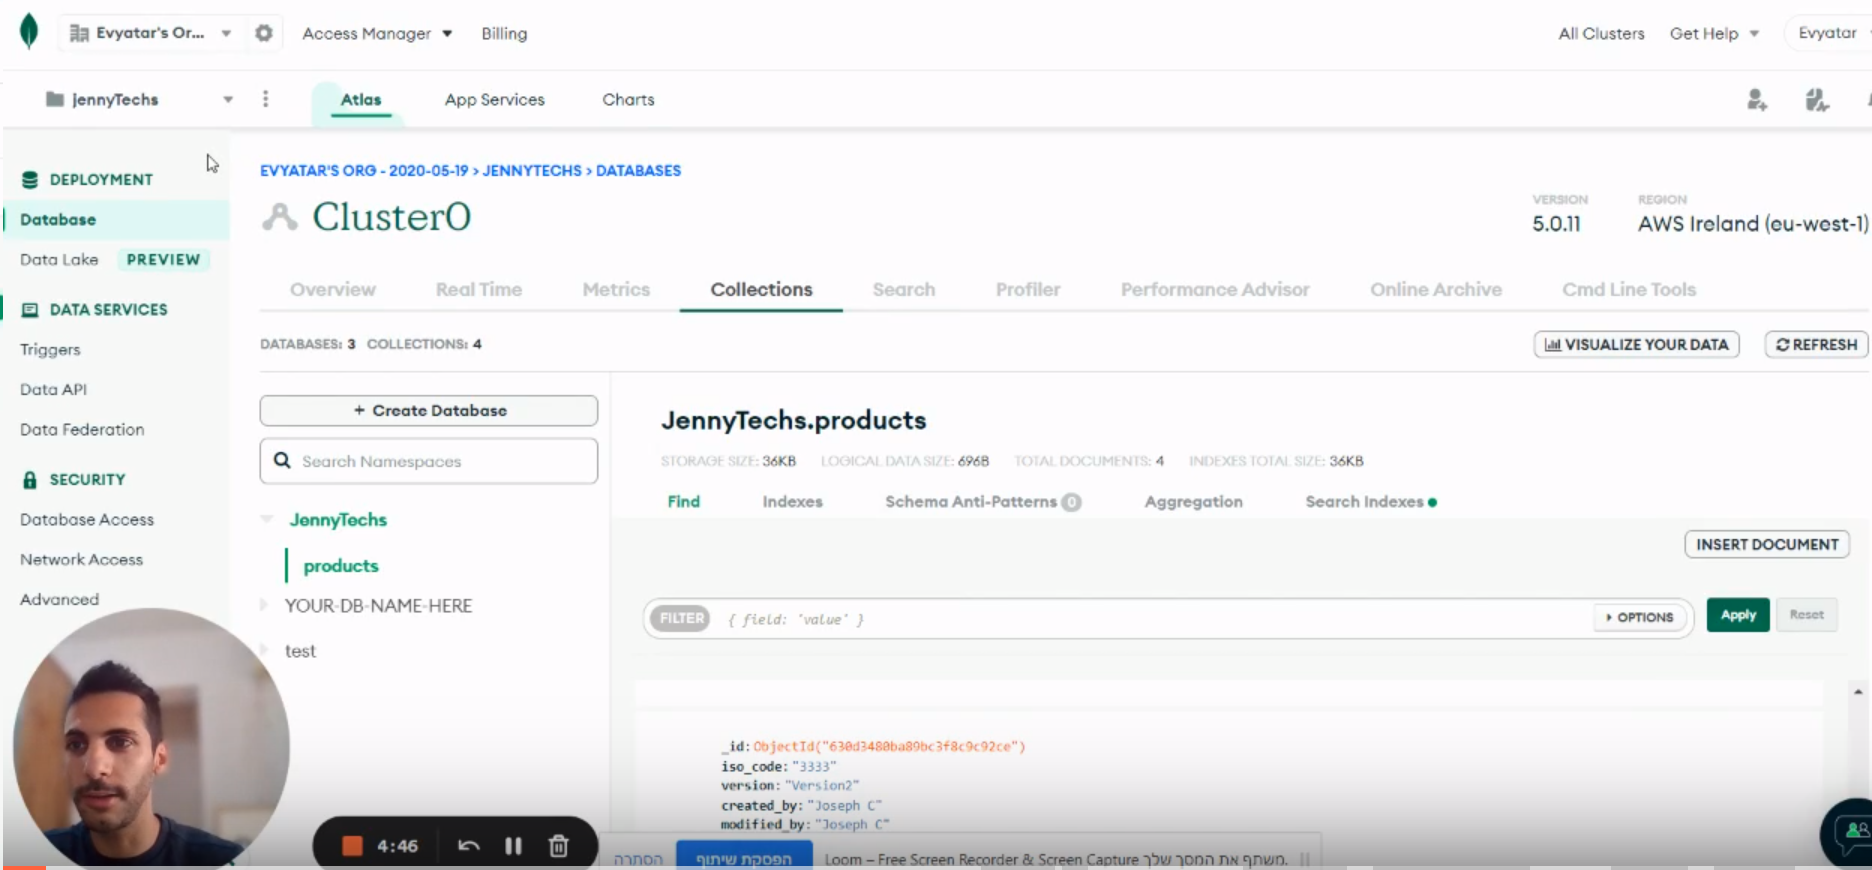 Evyatar's Or...
Access Manager
Billing
All Clusters
Get Help
Evyatar
jennyTechs
Atlas
App Services
Charts
DEPLOYMENT
Database
Data Lake PREVIEW
DATA SERVICES
Triggers
Data API
Data Federation
SECURITY
Database Access
Network Access
Advanced
EVYATAR'S ORG - 2020-05-19 > JENNYTECHS > DATABASES
Cluster0
VERSION
5.0.11
REGION
AWS Ireland (eu-west-1)
Overview
Real Time
Metrics
Collections
Search
Profiler
Performance Advisor
Online Archive
Cmd Line Tools
DATABASES: 3 COLLECTIONS: 4
VISUALIZE YOUR DATA
REFRESH
+ Create Database
Search Namespaces
JennyTechs
products
YOUR-DB-NAME-HERE
test
JennyTechs.products
STORAGE SIZE: 36KB LOGICAL DATA SIZE: 696B TOTAL DOCUMENTS: 4 INDEXES TOTAL SIZE: 36KB
Find
Indexes
Schema Anti-Patterns 0
Aggregation
Search Indexes
INSERT DOCUMENT
FILTER { field: 'value' }
OPTIONS
Apply
Reset
_id: ObjectId("630d3480ba89bc3f8c9c92ce")
iso_code: "3333"
version: "Version2"
created_by: "Joseph C"
modified_by: "Joseph C"
4:46
הסתרה
הפסקת שיתוף
Loom – Free Screen Recorder & Screen Capture משתף את המסך שלך.